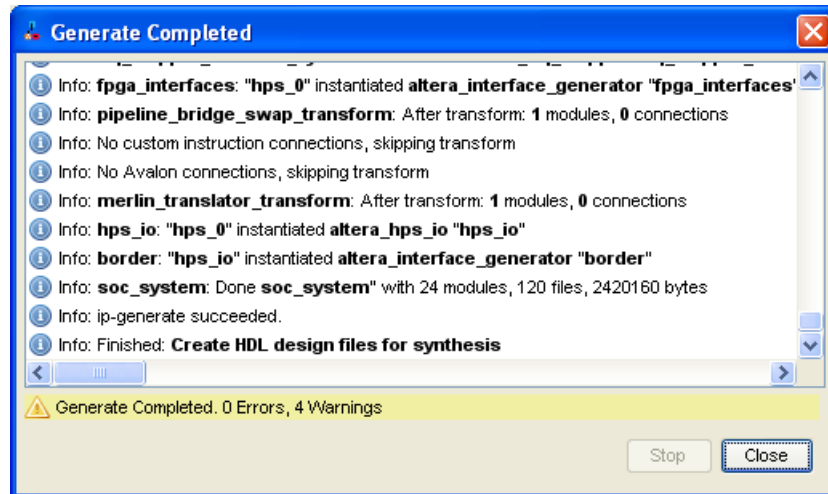 Generate Completed
Info: fpga_interfaces: "hps_0" instantiated altera_interface_generator "fpga_interfaces"
Info: pipeline_bridge_swap_transform: After transform: 1 modules, 0 connections
Info: No custom instruction connections, skipping transform
Info: No Avalon connections, skipping transform
Info: merlin_translator_transform: After transform: 1 modules, 0 connections
Info: hps_io: "hps_0" instantiated altera_hps_io "hps_io"
Info: border: "hps_io" instantiated altera_interface_generator "border"
Info: soc_system: Done soc_system" with 24 modules, 120 files, 2420160 bytes
Info: ip-generate succeeded.
Info: Finished: Create HDL design files for synthesis
Generate Completed. 0 Errors, 4 Warnings
Stop Close